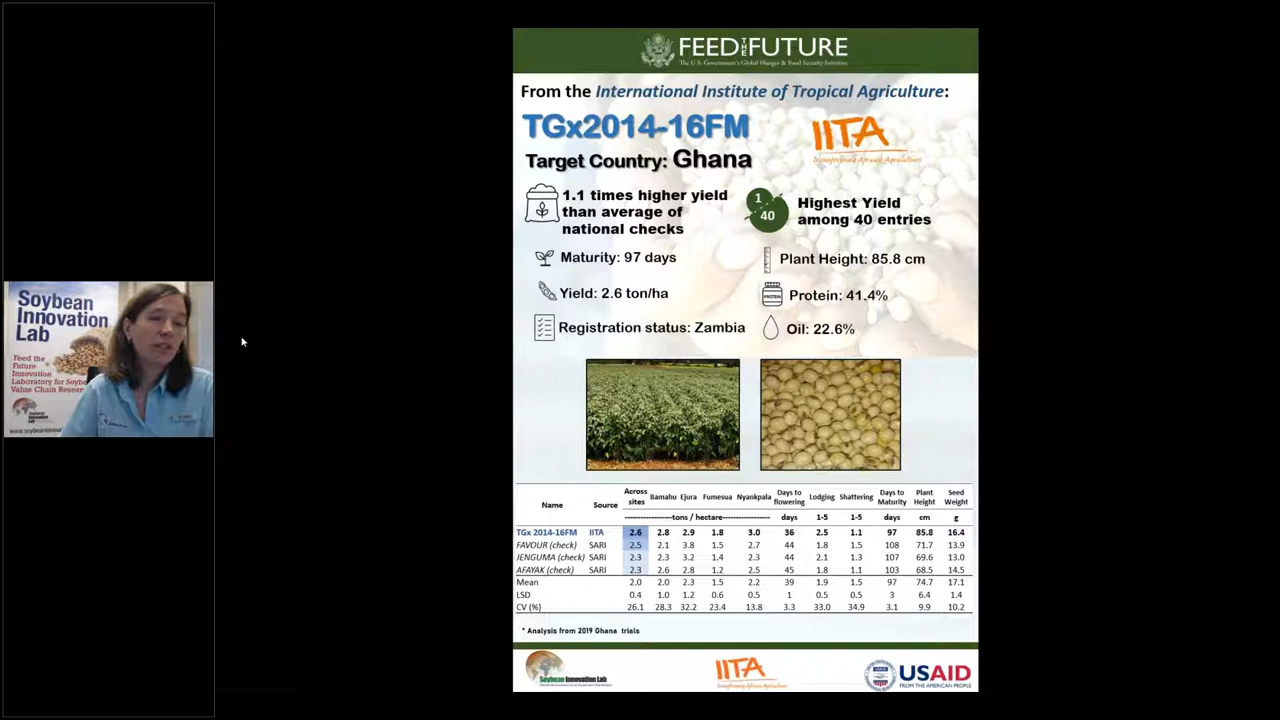 FEED THE FUTURE
The U.S. Government's Global Hunger & Food Security Initiative
From the International Institute of Tropical Agriculture:
TGx2014-16FM
IITA
Transforming African Agriculture
Target Country: Ghana
1.1 times higher yield
than average of
national checks
1
40
Highest Yield
among 40 entries
Maturity: 97 days
Plant Height: 85.8 cm
Yield: 2.6 ton/ha
PROTEIN
Protein: 41.4%
Registration status: Zambia
Oil: 22.6%
Soybean
Innovation
Lab
Feed the
Future
Innovation
Laboratory for Soybe
Value Chain Resear
www.soybeaninnova
Name Source Across sites Bamahu Ejura Fumesua Nyankpala Days to flowering Lodging Shattering Days to Maturity Plant Height Seed Weight
------------------tons / hectare------------------ days 1-5 1-5 days cm g
TGx 2014-16FM IITA 2.6 2.8 2.9 1.8 3.0 36 2.5 1.1 97 85.8 16.4
FAVOUR (check) SARI 2.5 2.1 3.8 1.5 2.7 44 1.8 1.5 108 71.7 13.9
JENGUMA (check) SARI 2.3 2.3 3.2 1.4 2.3 44 2.1 1.3 107 69.6 13.0
AFAYAK (check) SARI 2.3 2.6 2.8 1.2 2.5 45 1.8 1.1 103 68.5 14.5
Mean 2.0 2.0 2.3 1.5 2.2 39 1.9 1.5 97 74.7 17.1
LSD 0.4 1.0 1.2 0.6 0.5 1 0.5 0.5 3 6.4 1.4
CV (%) 26.1 28.3 32.2 23.4 13.8 3.3 33.0 34.9 3.1 9.9 10.2
* Analysis from 2019 Ghana trials
Soybean Innovation Lab
IITA
Transforming African Agriculture
USAID
FROM THE AMERICAN PEOPLE